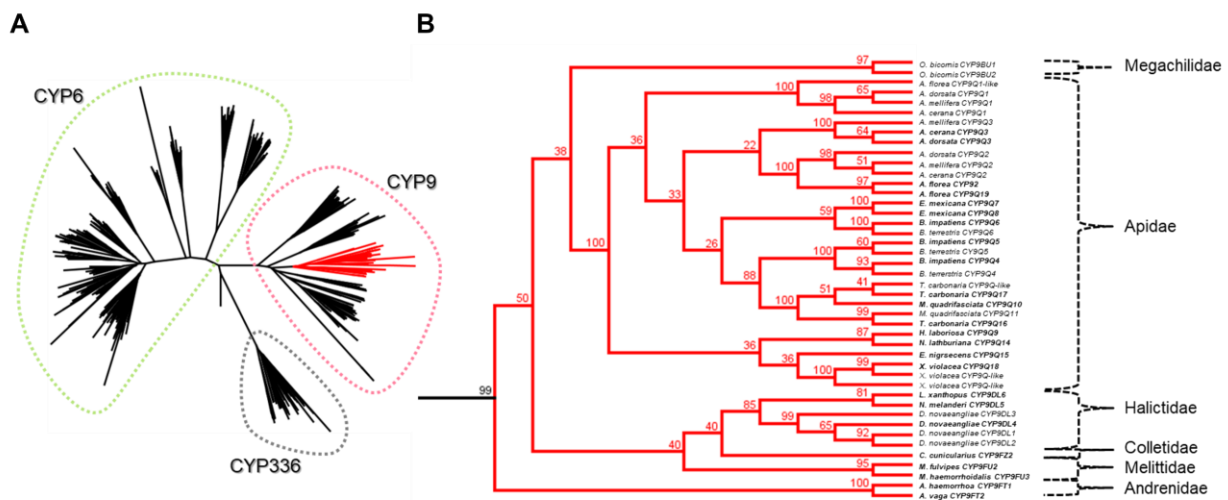 A
CYP6
CYP9
CYP336
B
97
O. bicornis CYP9BU1
O. bicornis CYP9BU2
Megachilidae
A. florea CYP9Q1-like
100
65
A. dorsata CYP9Q1
98
A. mellifera CYP9Q1
A. cerana CYP9Q1
100
A. mellifera CYP9Q3
36
64
A. cerana CYP9Q3
22
A. dorsata CYP9Q3
38
98
A. dorsata CYP9Q2
100
51
A. mellifera CYP9Q2
A. cerana CYP9Q2
33
97
A. florea CYP92
A. florea CYP9Q19
100
E. mexicana CYP9Q7
59
E. mexicana CYP9Q8
100
B. impatiens CYP9Q6
Apidae
B. terrestris CYP9Q6
100
26
60
B. impatiens CYP9Q5
100
B. terrestris CYP9Q5
93
B. impatiens CYP9Q4
88
B. terrestris CYP9Q4
41
T. carbonaria CYP9Q-like
51
T. carbonaria CYP9Q17
50
100
M. quadrifasciata CYP9Q10
99
M. quadrifasciata CYP9Q11
T. carbonaria CYP9Q16
87
H. laboriosa CYP9Q9
36
N. lathburiana CYP9Q14
36
E. nigrsecens CYP9Q15
99
X. violacea CYP9Q18
100
X. violacea CYP9Q-like
99
X. violacea CYP9Q-like
81
L. xanthopus CYP9DL6
85
N. melanderi CYP9DL5
Halictidae
99
D. novaeangliae CYP9DL3
40
65
D. novaeangliae CYP9DL4
92
D. novaeangliae CYP9DL1
40
D. novaeangliae CYP9DL2
Colletidae
C. cunicularius CYP9FZ2
95
M. fulvipes CYP9FU2
Melittidae
M. haemorrhoidalis CYP9FU3
100
A. haemorrhoa CYP9FT1
Andrenidae
A. vaga CYP9FT2